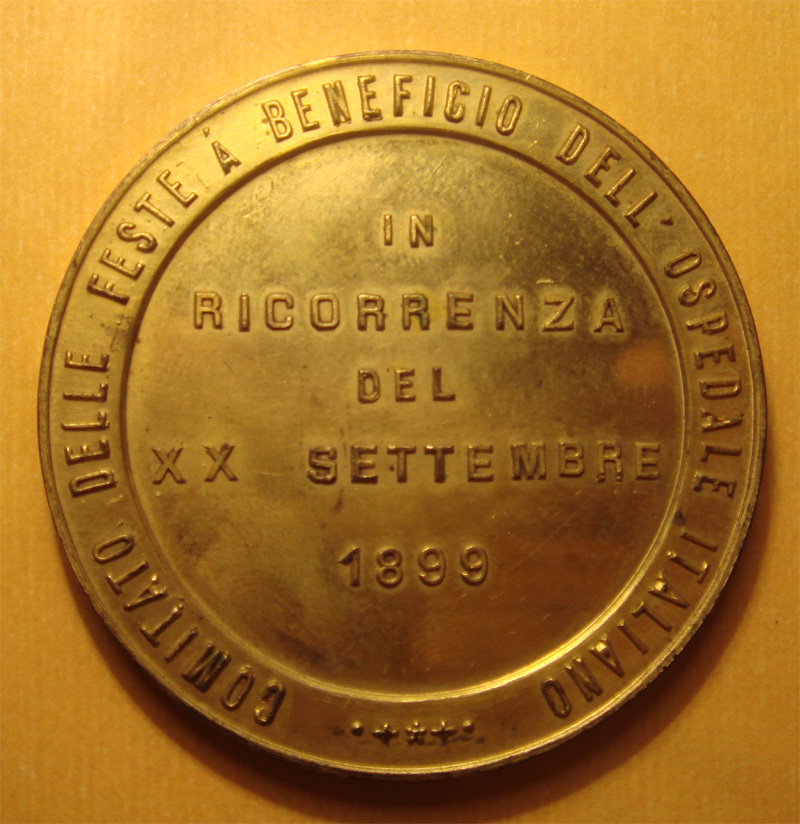 COMITATO DELLE FESTE À BENEFICIO DELL' OSPEDALE ITALIANO
IN
RICORRENZA
DEL
XX SETTEMBRE
1899